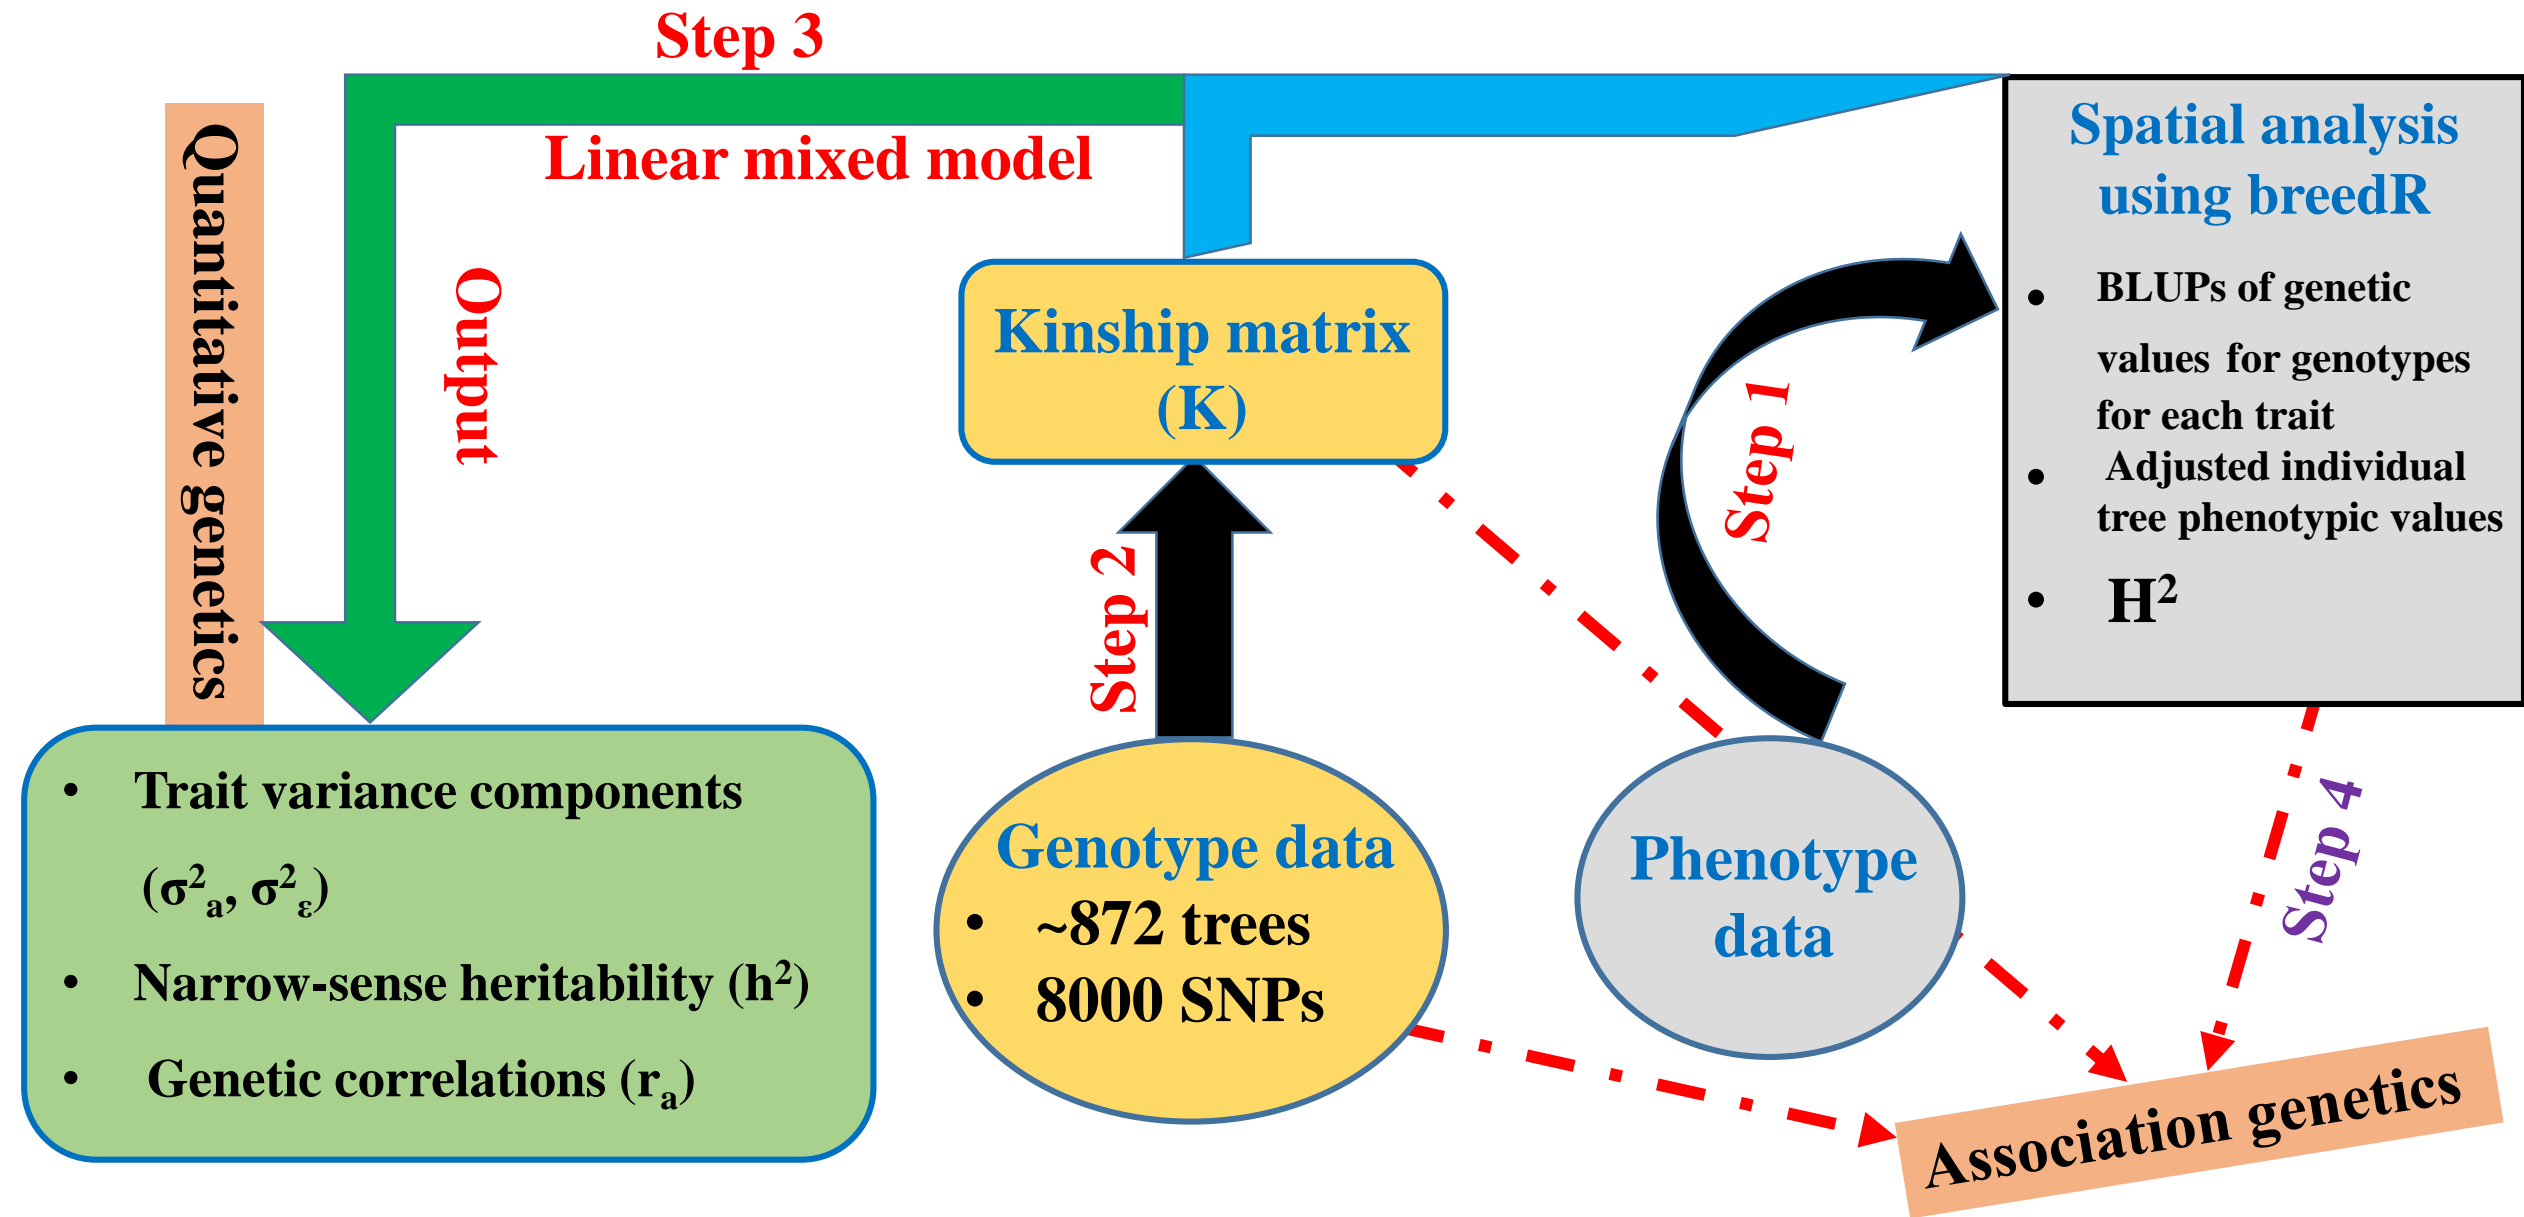 Step 3
Linear mixed model
Quantitative genetics
Output
Kinship matrix
(K)
Step 2
Step 1
Spatial analysis
using breedR
• BLUPs of genetic
values for genotypes
for each trait
• Adjusted individual
tree phenotypic values
• H²
• Trait variance components
(σ²ₐ, σ²ε)
• Narrow-sense heritability (h²)
• Genetic correlations (rₐ)
Genotype data
• ~872 trees
• 8000 SNPs
Phenotype
data
Step 4
Association genetics